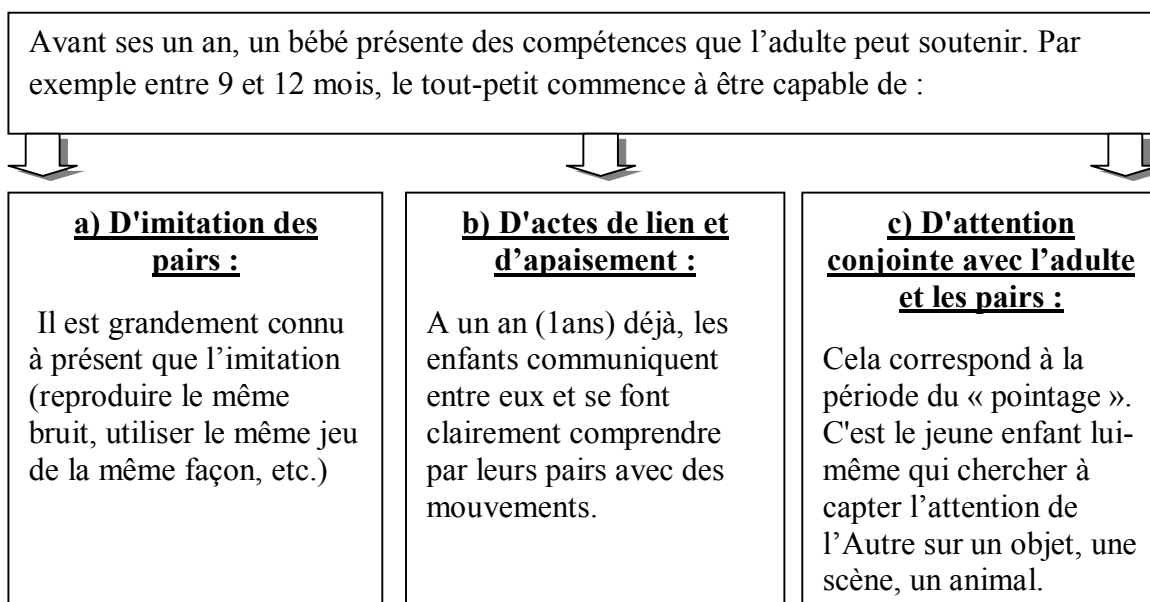 Avant ses un an, un bébé présente des compétences que l’adulte peut soutenir. Par
exemple entre 9 et 12 mois, le tout-petit commence à être capable de :
a) D'imitation des
pairs :
Il est grandement connu
à présent que l’imitation
(reproduire le même
bruit, utiliser le même jeu
de la même façon, etc.)
b) D'actes de lien et
d’apaisement :
A un an (1ans) déjà, les
enfants communiquent
entre eux et se font
clairement comprendre
par leurs pairs avec des
mouvements.
c) D'attention
conjointe avec l’adulte
et les pairs :
Cela correspond à la
période du « pointage ».
C'est le jeune enfant lui-
même qui chercher à
capter l’attention de
l’Autre sur un objet, une
scène, un animal.